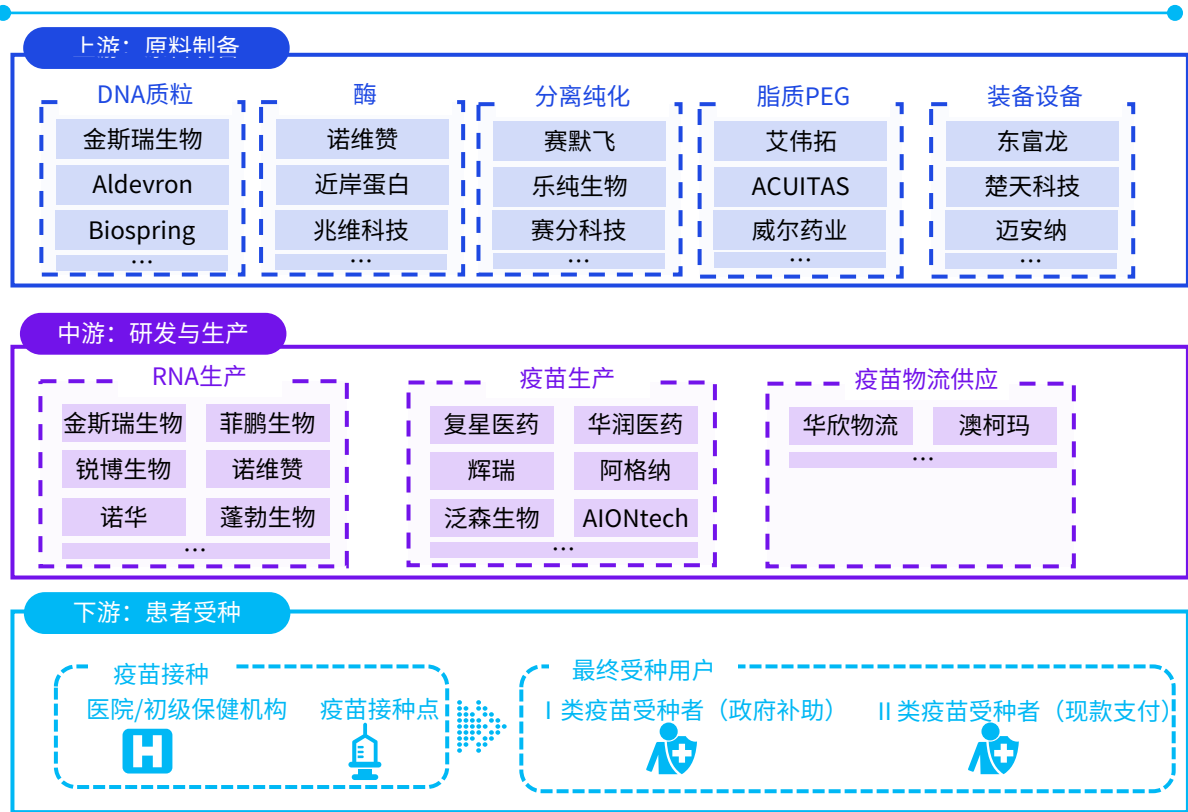 上游：原料制备
DNA质粒 酶 分离纯化 脂质PEG 装备设备
金斯瑞生物 诺维赞 赛默飞 艾伟拓 东富龙
Aldevron 近岸蛋白 乐纯生物 ACUITAS 楚天科技
Biospring 兆维科技 赛分科技 威尔药业 迈安纳
… … … … …
中游：研发与生产
RNA生产 疫苗生产 疫苗物流供应
金斯瑞生物 菲鹏生物 复星医药 华润医药 华欣物流 澳柯玛
…
锐博生物 诺维赞 辉瑞 阿格纳
诺华 蓬勃生物 泛森生物 AIONtech
… …
下游：患者受种
疫苗接种 最终受种用户
医院/初级保健机构 疫苗接种点 Ⅰ类疫苗受种者（政府补助） Ⅱ类疫苗受种者（现款支付）
H